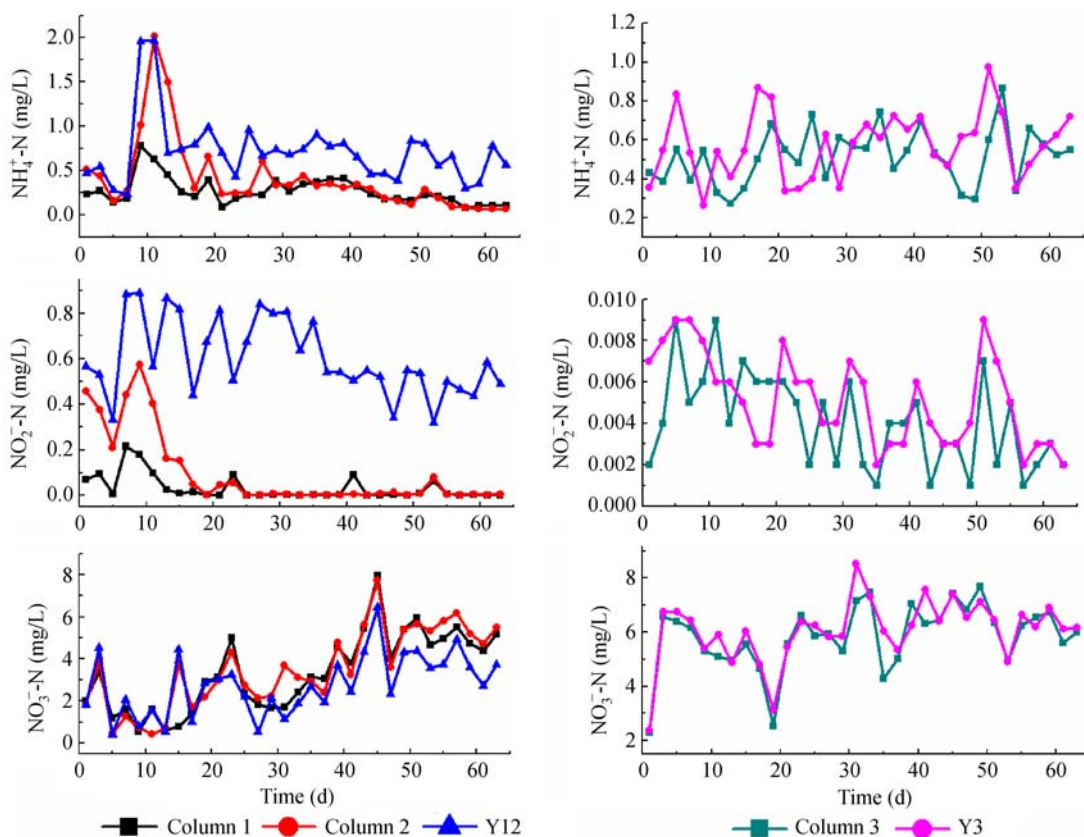 NH₄⁺-N (mg/L)
2.0
1.5
1.0
0.5
0.0
0 10 20 30 40 50 60
NH₄⁺-N (mg/L)
1.2
1.0
0.8
0.6
0.4
0.2
0 10 20 30 40 50 60
NO₂⁻-N (mg/L)
0.8
0.6
0.4
0.2
0.0
0 10 20 30 40 50 60
NO₂⁻-N (mg/L)
0.010
0.008
0.006
0.004
0.002
0.000
0 10 20 30 40 50 60
NO₃⁻-N (mg/L)
8
6
4
2
0
0 10 20 30 40 50 60
Time (d)
NO₃⁻-N (mg/L)
8
6
4
2
0 10 20 30 40 50 60
Time (d)
Column 1 Column 2 Y12
Column 3 Y3